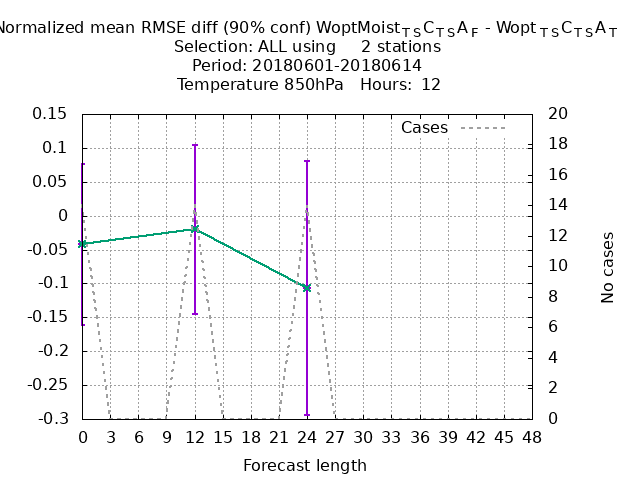 Normalized mean RMSE diff (90% conf) WoptMoistTSCTSAF - WoptTSCTSAT
Selection: ALL using 2 stations
Period: 20180601-20180614
Temperature 850hPa Hours: 12
Cases
0.15
0.1
0.05
0
-0.05
-0.1
-0.15
-0.2
-0.25
-0.3
20
18
16
14
12
10
8
6
4
2
0
No cases
0 3 6 9 12 15 18 21 24 27 30 33 36 39 42 45 48
Forecast length